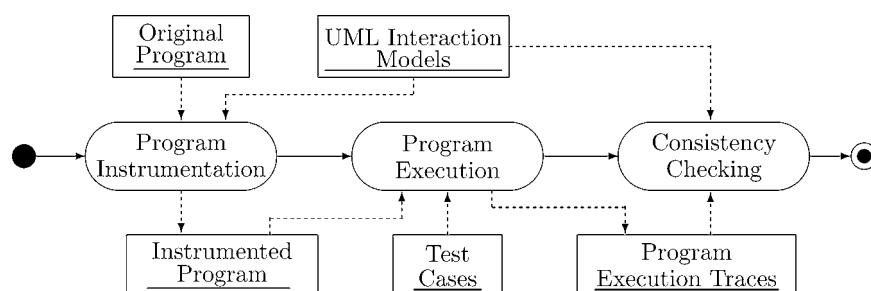 Original
Program
UML Interaction
Models
Program
Instrumentation
Program
Execution
Consistency
Checking
Instrumented
Program
Test
Cases
Program
Execution Traces